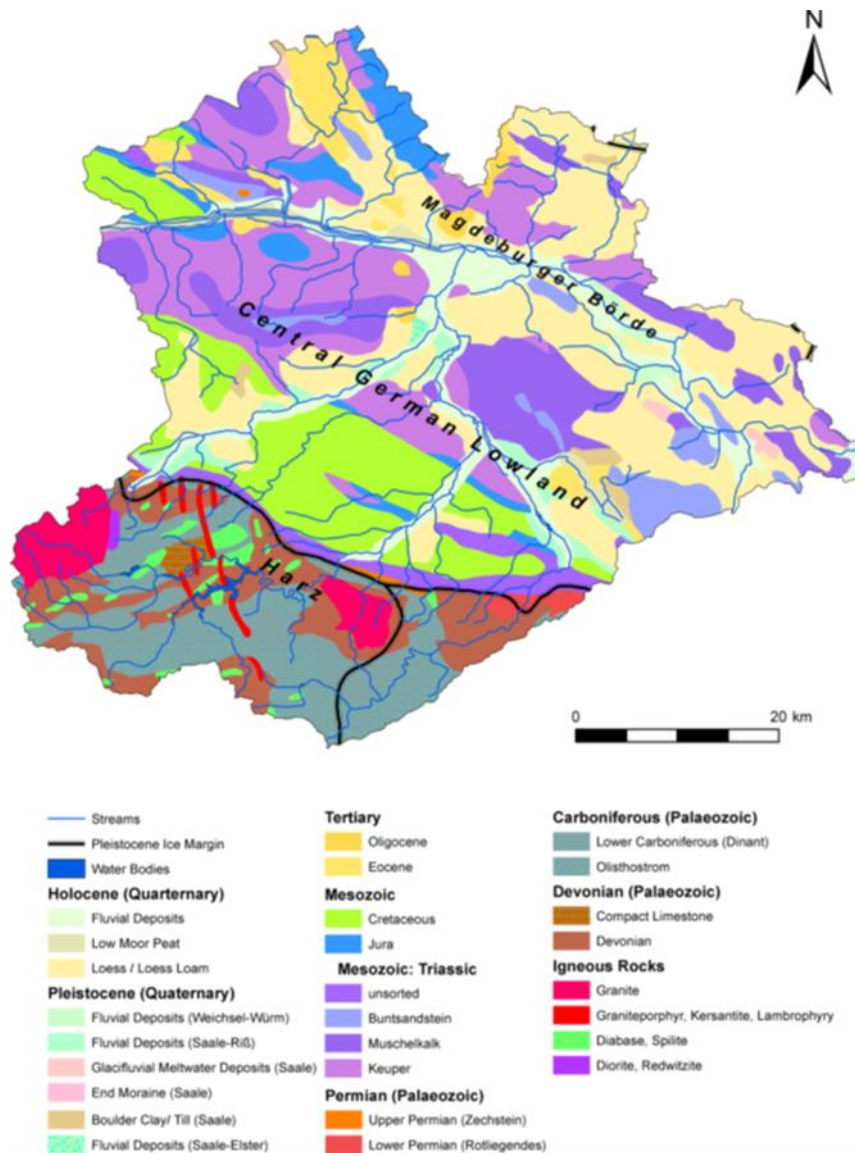 N
Magdeburger Börde
Central German Lowland
Harz
0 20 km
Streams
Pleistocene Ice Margin
Water Bodies
Holocene (Quarternary)
Fluvial Deposits
Low Moor Peat
Loess / Loess Loam
Pleistocene (Quaternary)
Fluvial Deposits (Weichsel-Würm)
Fluvial Deposits (Saale-Riß)
Glacifluvial Meltwater Deposits (Saale)
End Moraine (Saale)
Boulder Clay/ Till (Saale)
Fluvial Deposits (Saale-Elster)
Tertiary
Oligocene
Eocene
Mesozoic
Cretaceous
Jura
Mesozoic: Triassic
unsorted
Buntsandstein
Muschelkalk
Keuper
Permian (Palaeozoic)
Upper Permian (Zechstein)
Lower Permian (Rotliegendes)
Carboniferous (Palaeozoic)
Lower Carboniferous (Dinant)
Olisthostrom
Devonian (Palaeozoic)
Compact Limestone
Devonian
Igneous Rocks
Granite
Graniteporphyr, Kersantite, Lambrophyry
Diabase, Spilite
Diorite, Redwitzite